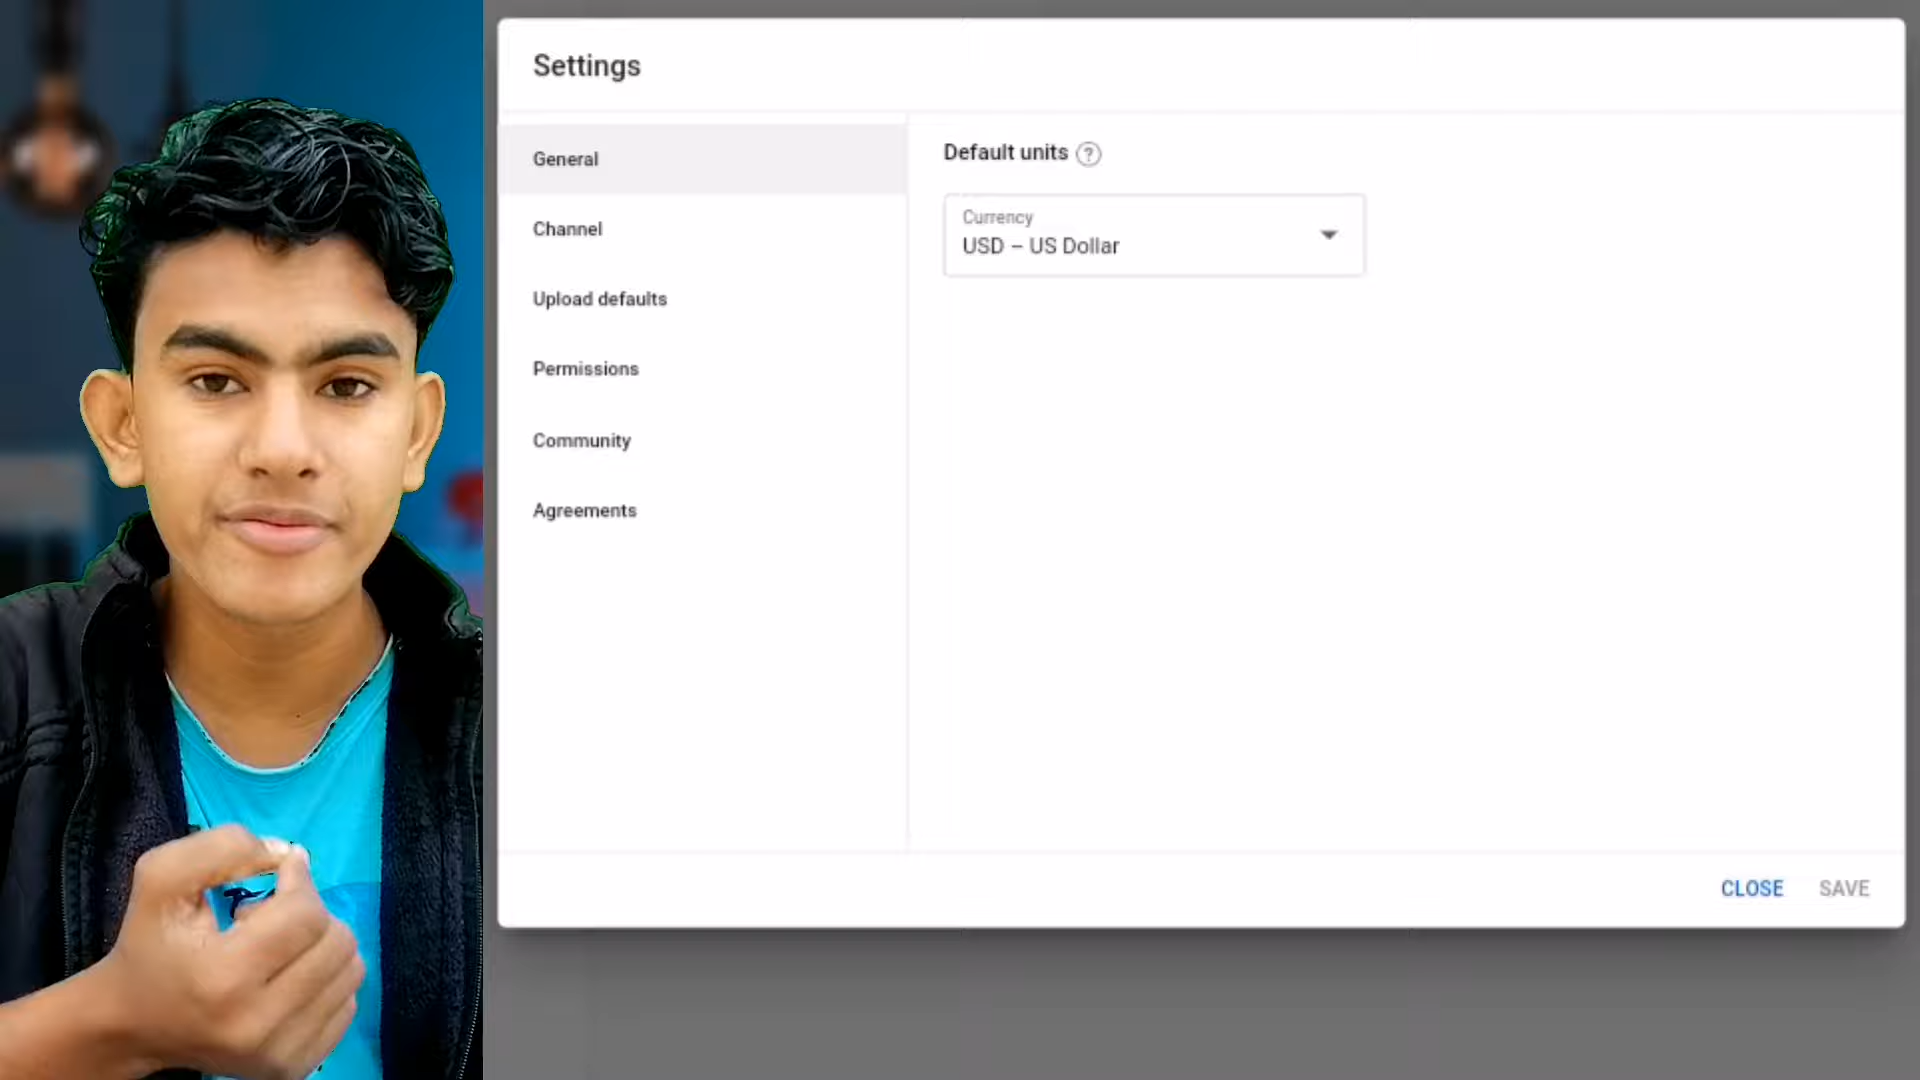 Settings
General
Channel
Upload defaults
Permissions
Community
Agreements
Default units ?
Currency
USD – US Dollar
CLOSE SAVE